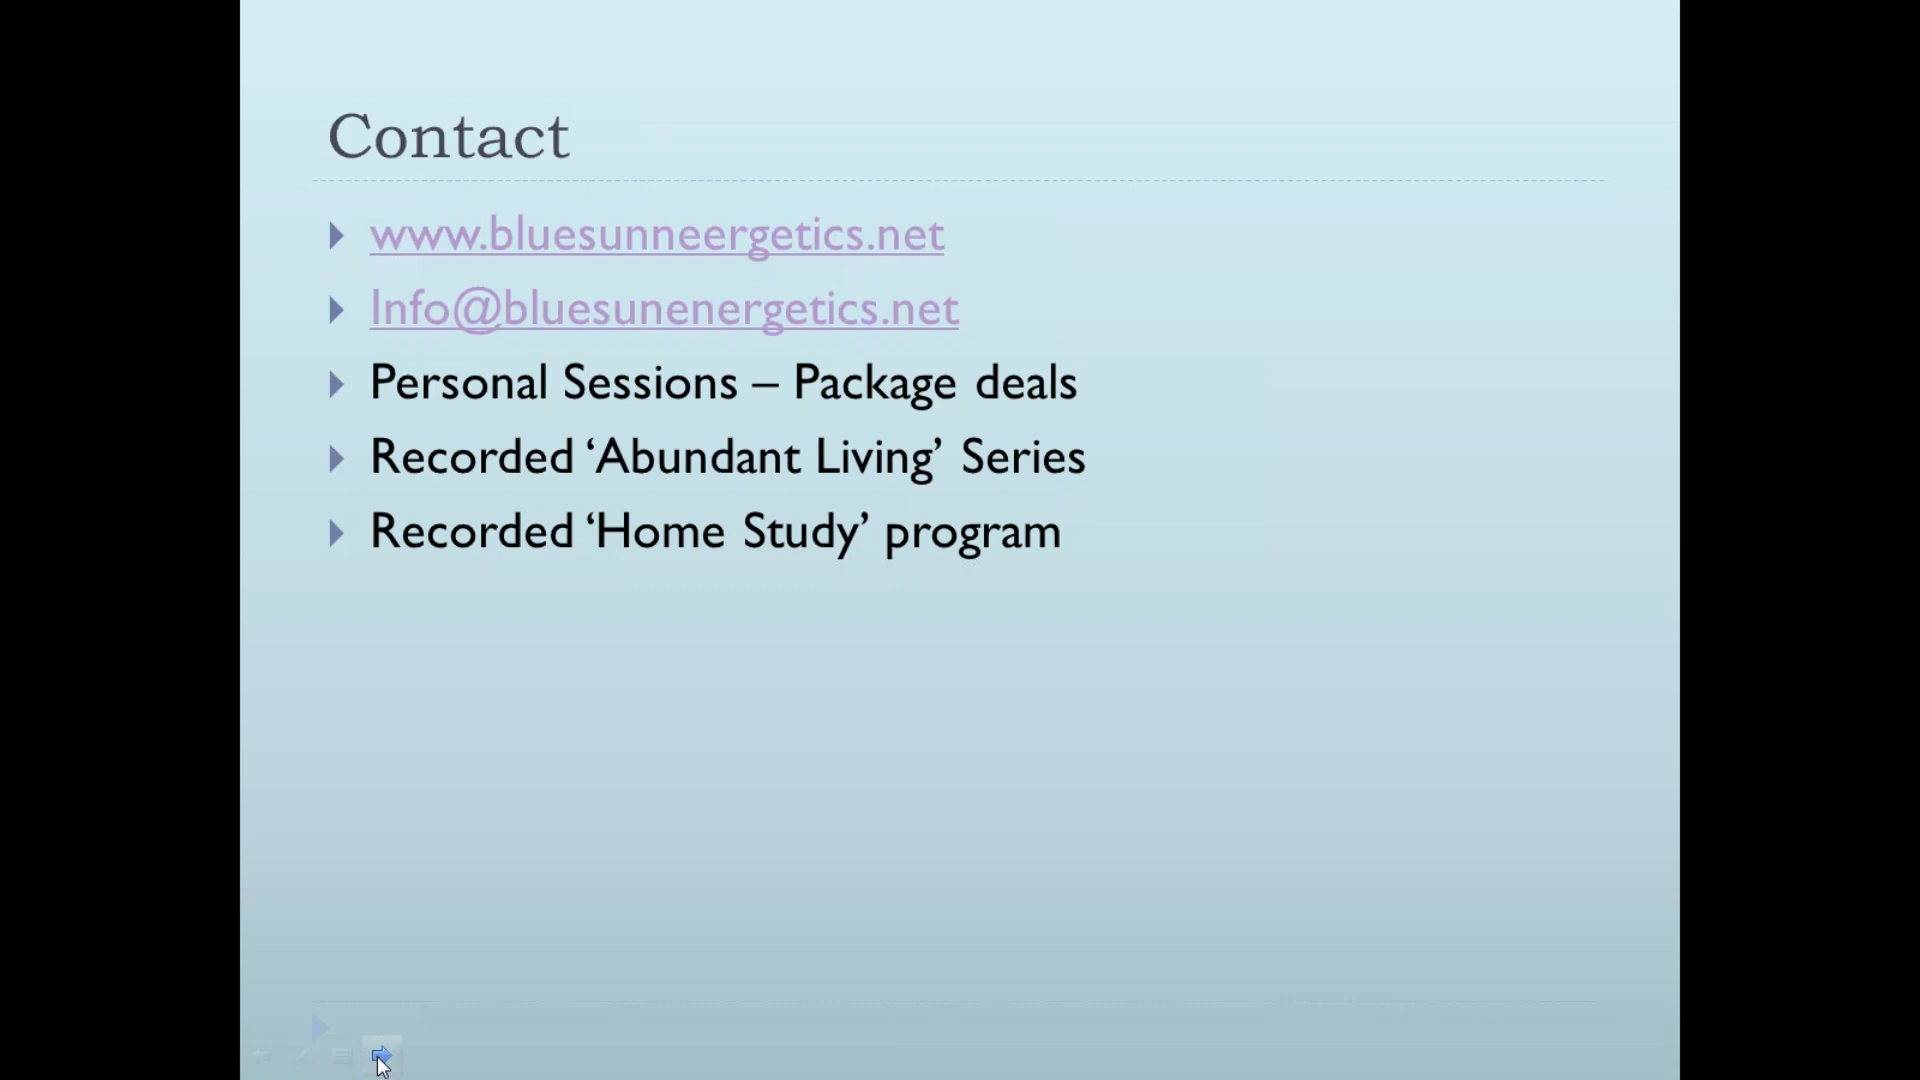 Contact
www.bluesunneergetics.net
Info@bluesunenergetics.net
Personal Sessions – Package deals
Recorded ‘Abundant Living’ Series
Recorded ‘Home Study’ program